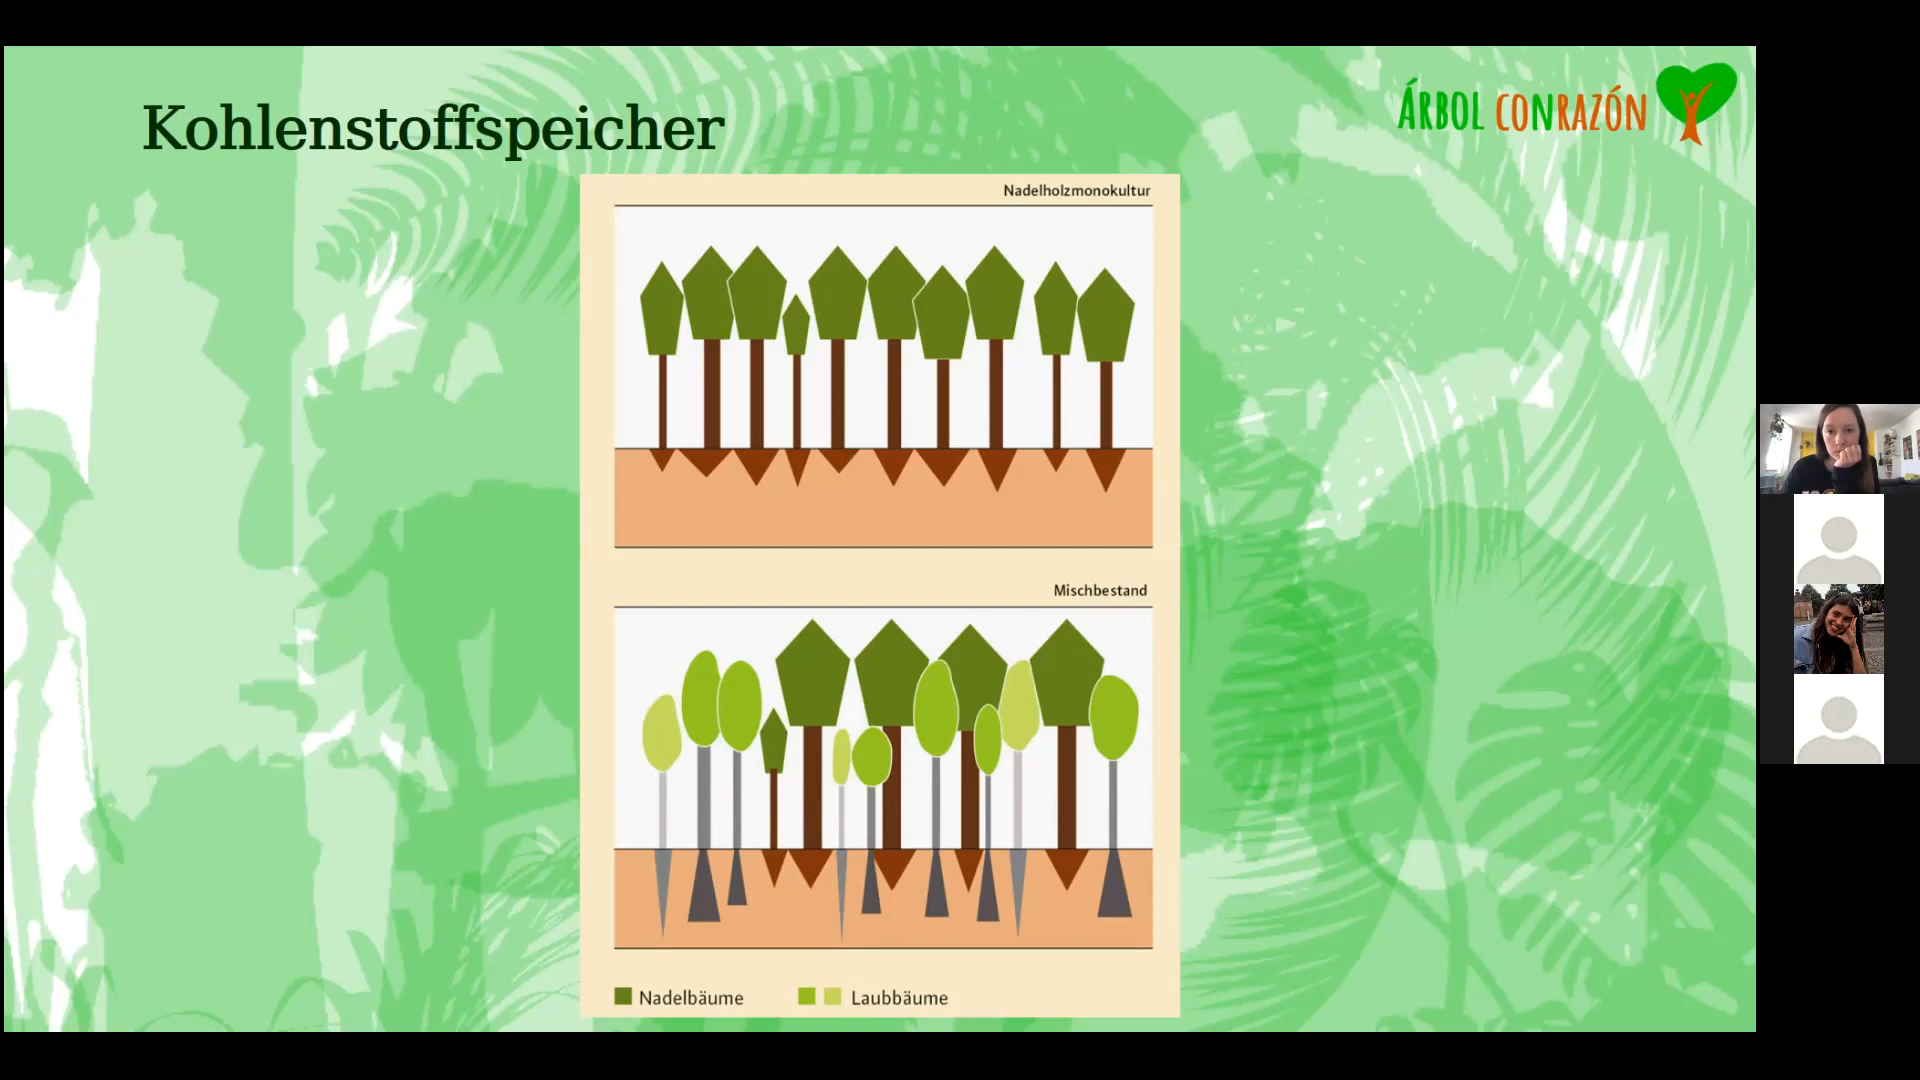 Kohlenstoffspeicher
ÁRBOL CONRAZÓN
Nadelholzmonokultur
Mischbestand
Nadelbäume
Laubbäume